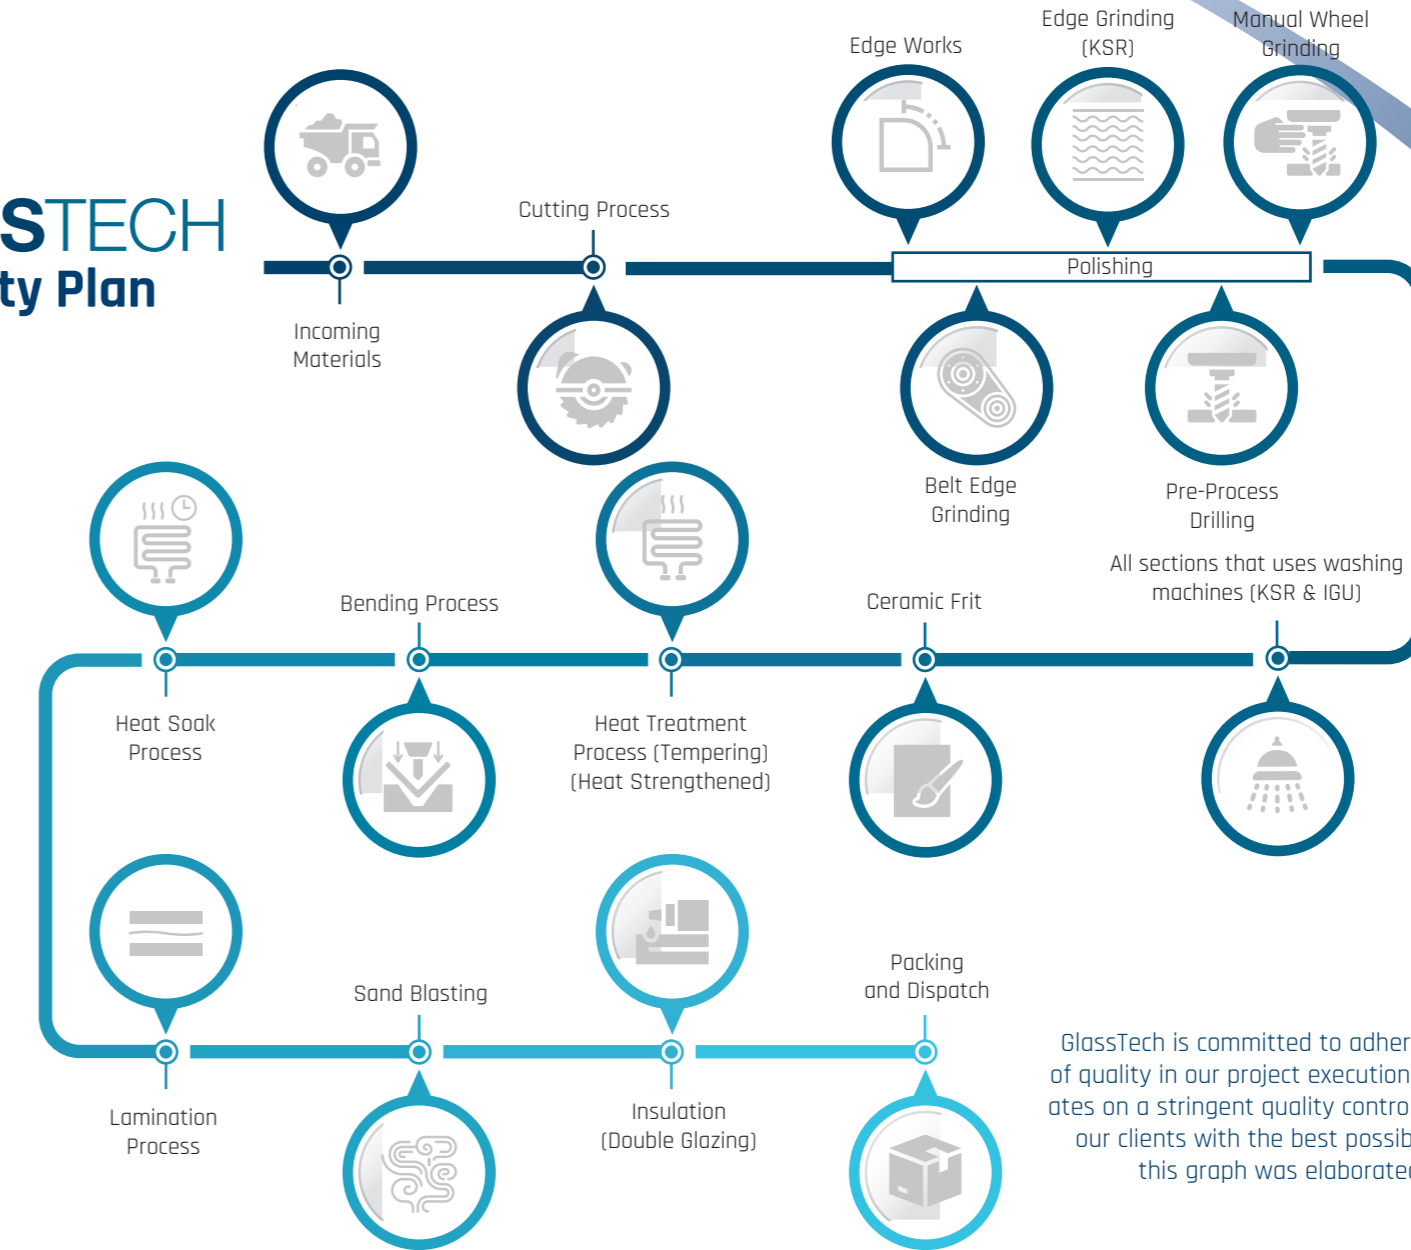 STECH
ty Plan
Incoming
Materials
Cutting Process
Edge Works
Edge Grinding
(KSR)
Manual Wheel
Grinding
Polishing
Belt Edge
Grinding
Pre-Process
Drilling
All sections that uses washing
machines (KSR & IGU)
Ceramic Frit
Heat Treatment
Process (Tempering)
(Heat Strengthened)
Bending Process
Heat Soak
Process
Lamination
Process
Sand Blasting
Insulation
(Double Glazing)
Packing
and Dispatch
GlassTech is committed to adher
of quality in our project execution
ates on a stringent quality contro
our clients with the best possib
this graph was elaborated